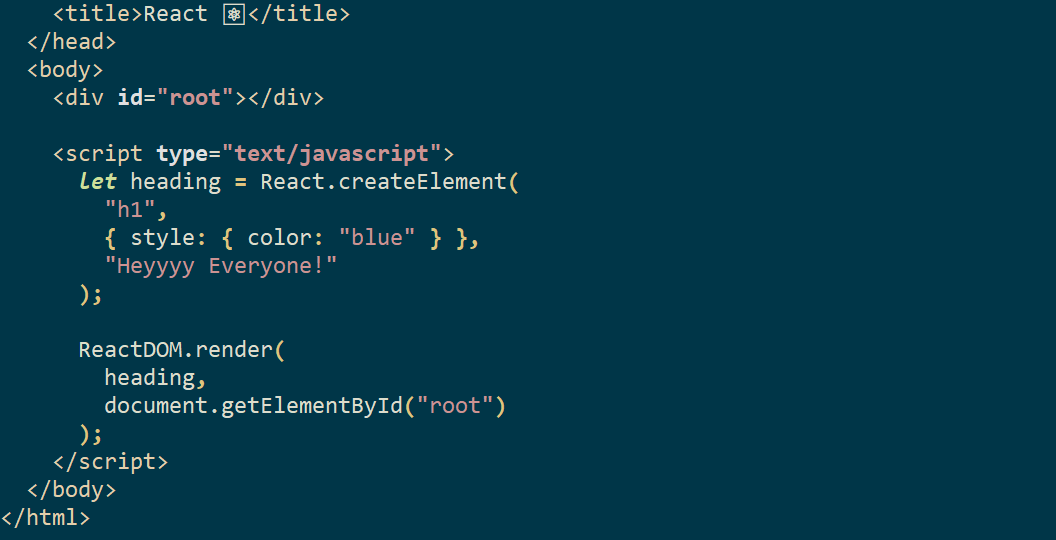 <title>React ⚛</title>
  </head>
  <body>
    <div id="root"></div>

    <script type="text/javascript">
      let heading = React.createElement(
        "h1",
        { style: { color: "blue" } },
        "Heyyyy Everyone!"
      );

      ReactDOM.render(
        heading,
        document.getElementById("root")
      );
    </script>
  </body>
</html>